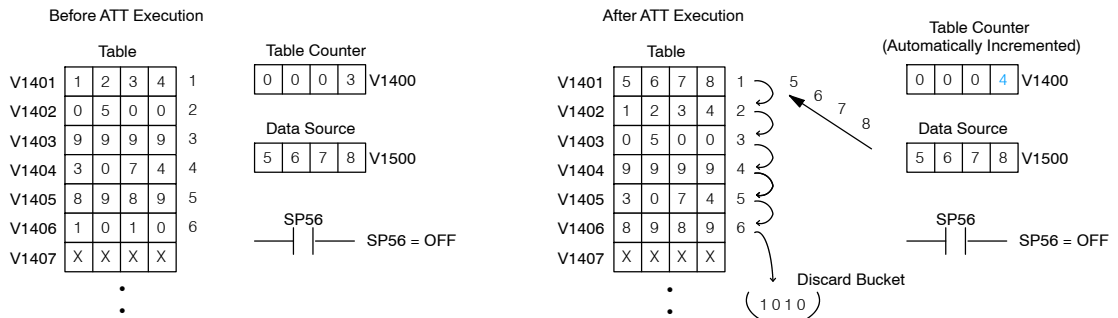 Before ATT Execution
Table
V1401 1 2 3 4 1
V1402 0 5 0 0 2
V1403 9 9 9 9 3
V1404 3 0 7 4 4
V1405 8 9 8 9 5
V1406 1 0 1 0 6
V1407 X X X X
Table Counter
0 0 0 3 V1400
Data Source
5 6 7 8 V1500
SP56
SP56 = OFF
After ATT Execution
Table
V1401 5 6 7 8 1
V1402 1 2 3 4 2
V1403 0 5 0 0 3
V1404 9 9 9 9 4
V1405 3 0 7 4 5
V1406 8 9 8 9 6
V1407 X X X X
5 6 7 8
Discard Bucket
1 0 1 0
Table Counter
(Automatically Incremented)
0 0 0 4 V1400
Data Source
5 6 7 8 V1500
SP56
SP56 = OFF